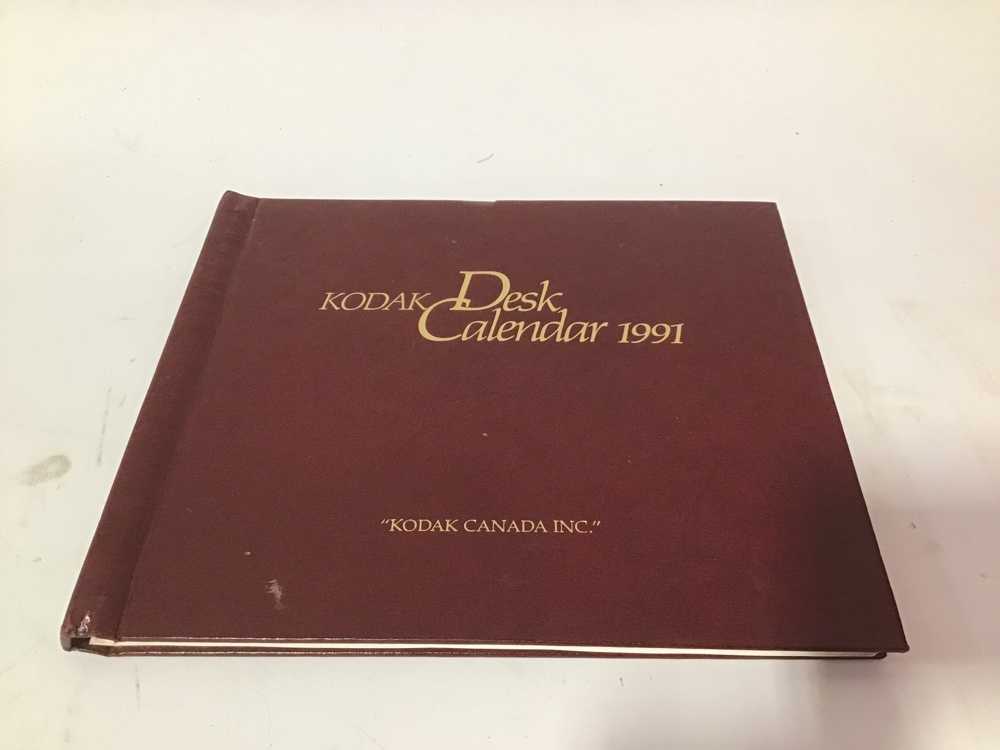 KODAK Desk
Calendar 1991
“KODAK CANADA INC.”